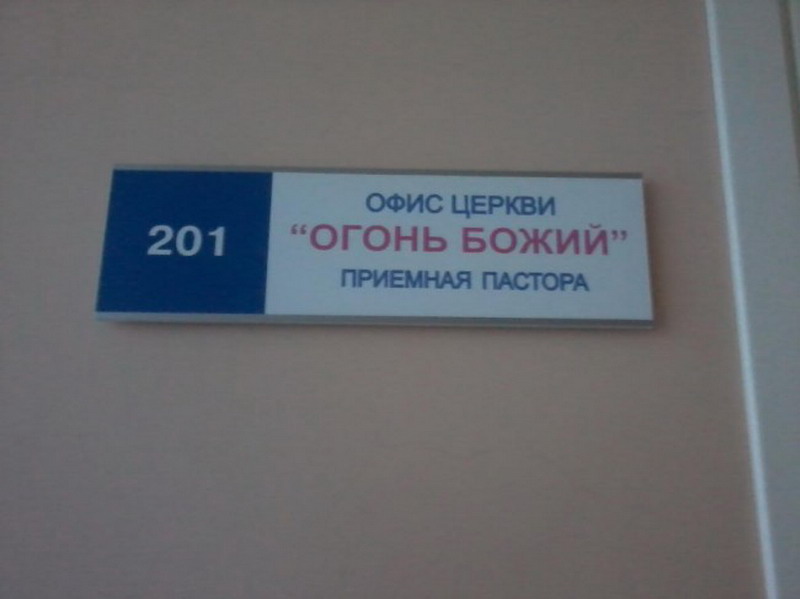 201
ОФИС ЦЕРКВИ
“ОГОНЬ БОЖИЙ”
ПРИЕМНАЯ ПАСТОРА